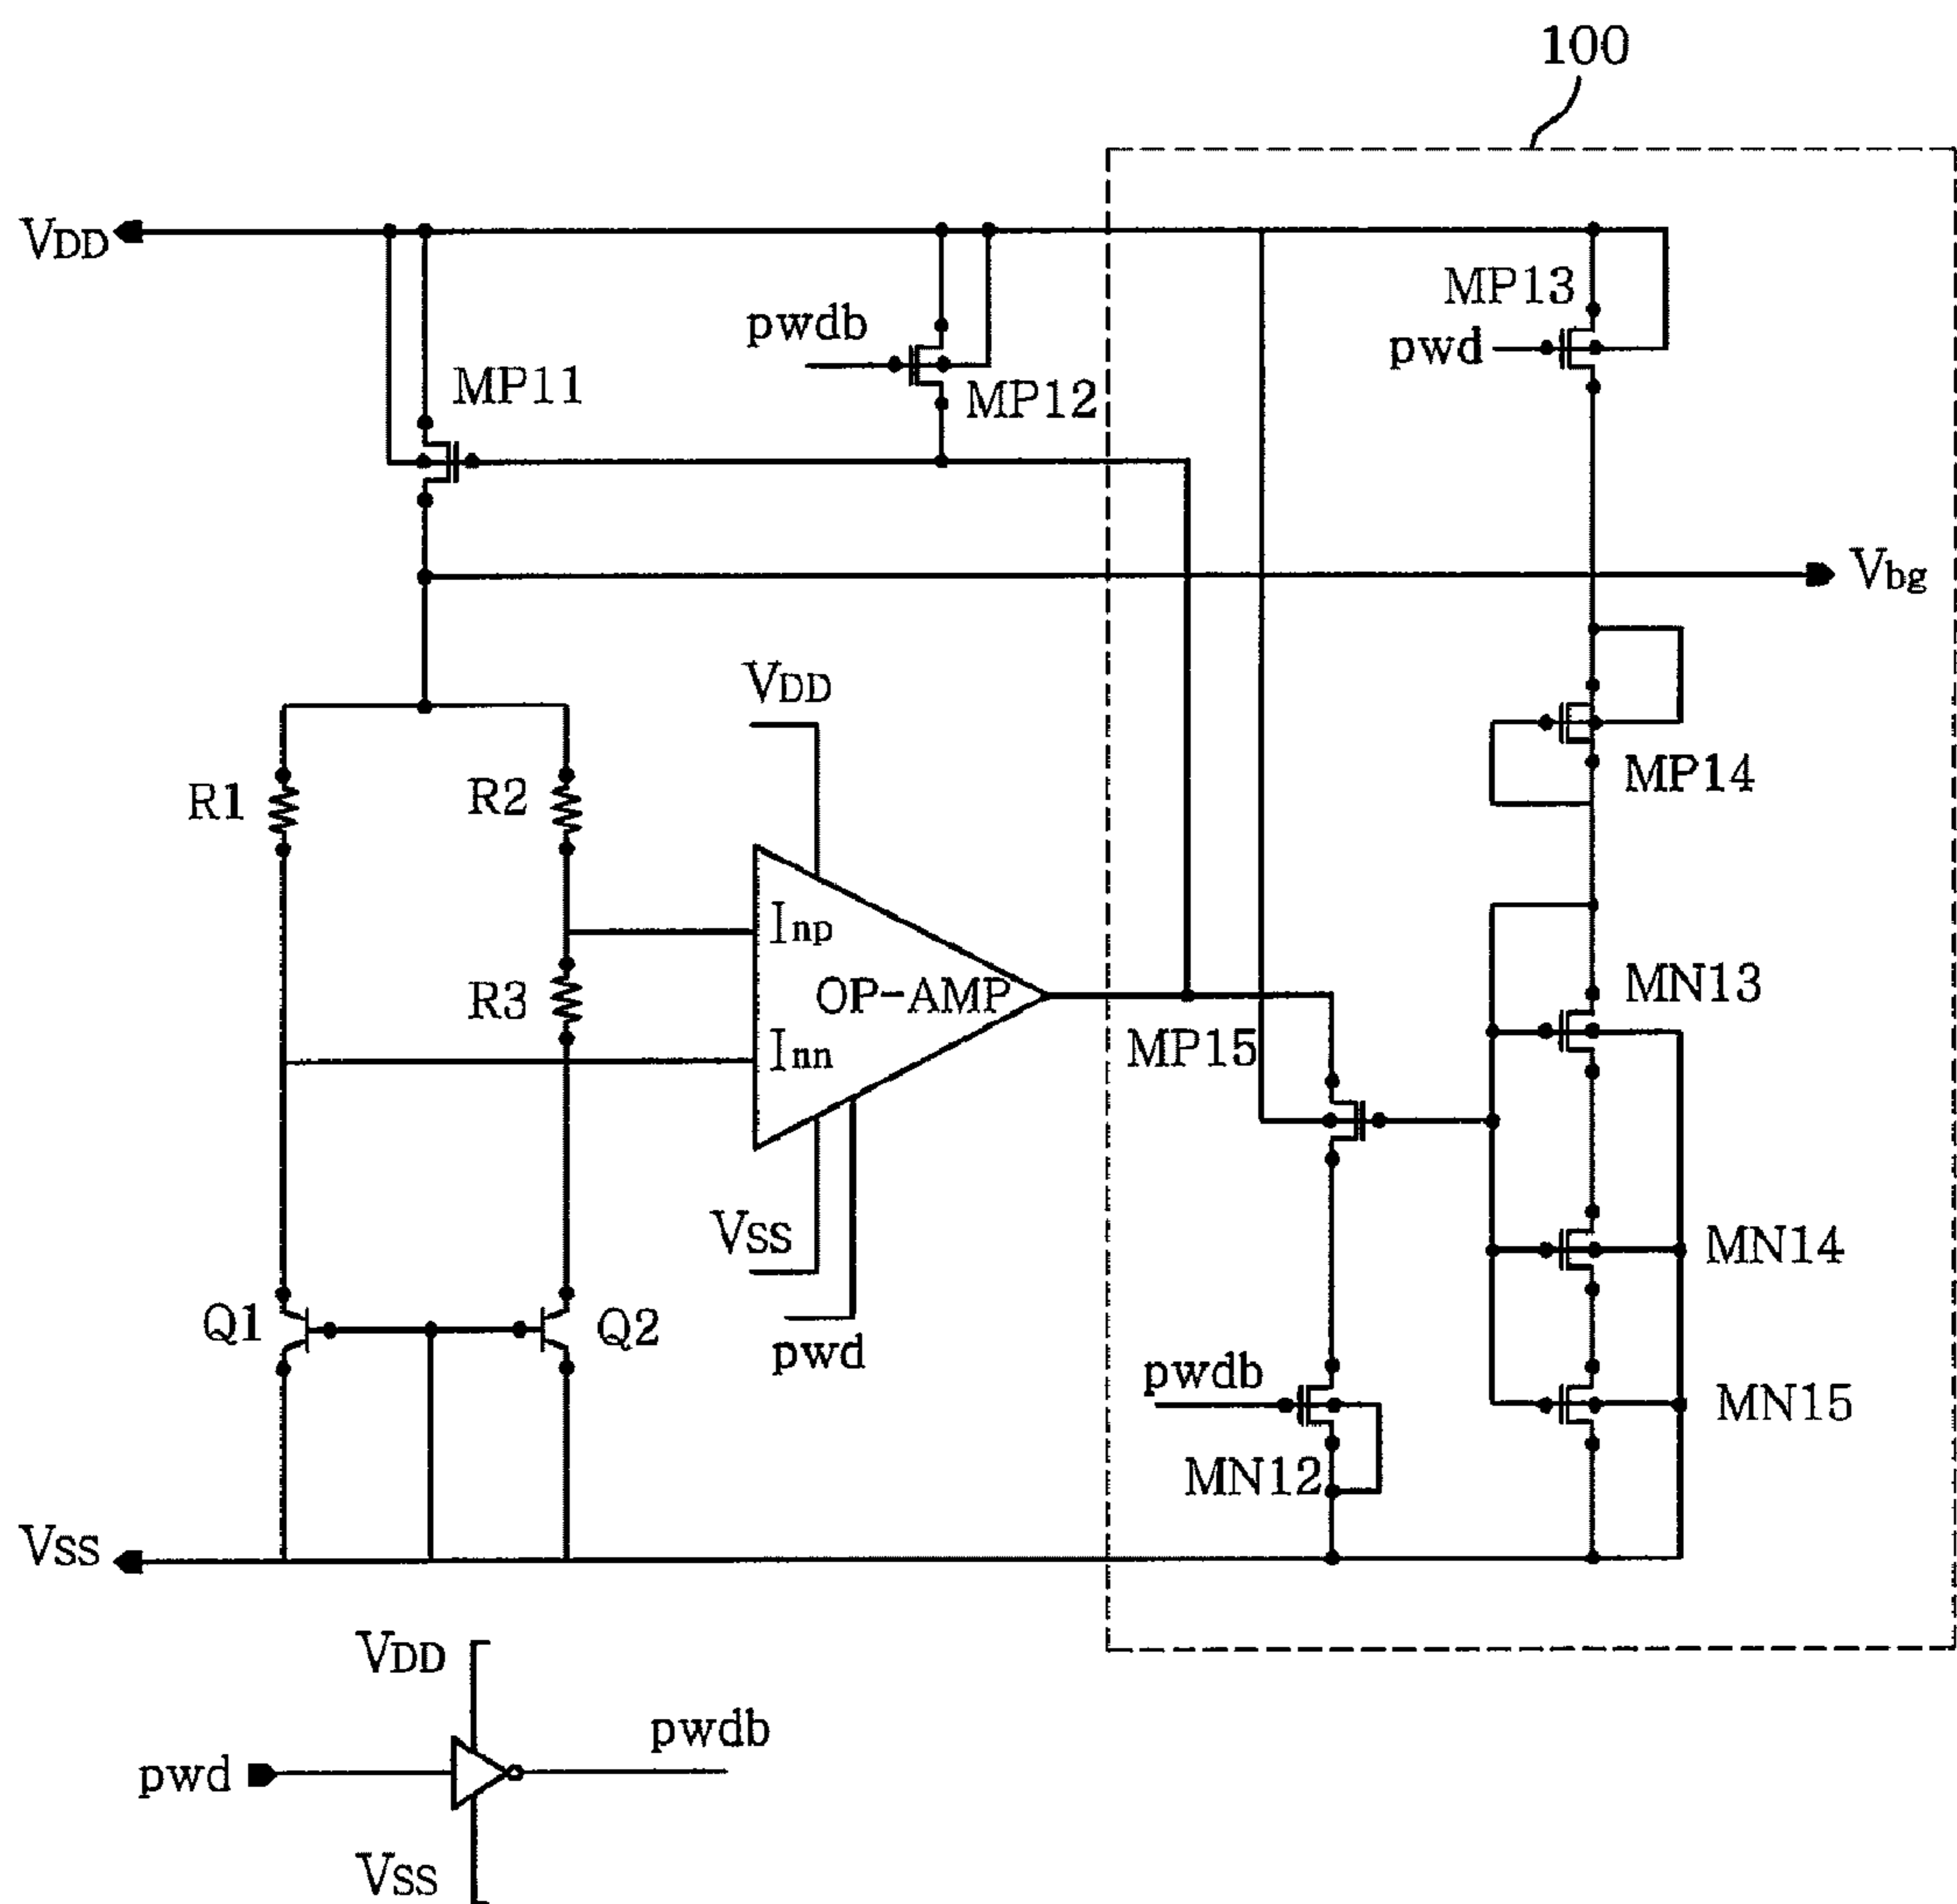 100
VDD
MP13
pwdb
pwd
MP11
MP12
Vbg
VDD
R1
R2
MP14
Inp
OP-AMP
MN13
R3
Inn
MP15
VSS
MN14
Q1
Q2
pwd
pwdb
MN15
MN12
VSS
VDD
pwdb
pwd
VSS